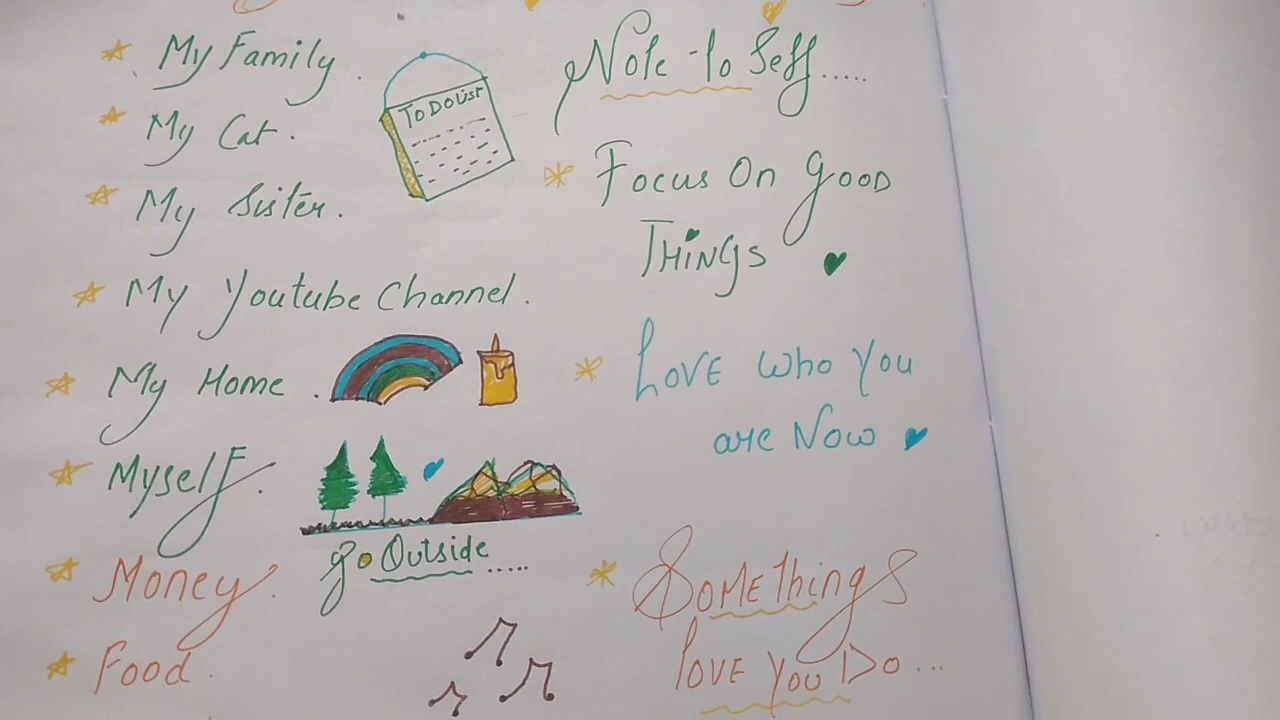 My Family.
My Cat.
My Sister.
My Youtube Channel.
My Home.
Myself.
Money.
Food.
To Do List
go Outside.....
Note to Self.....
Focus On good
THiNgS
Love who You
are Now
SoMEthingS
love you Do...